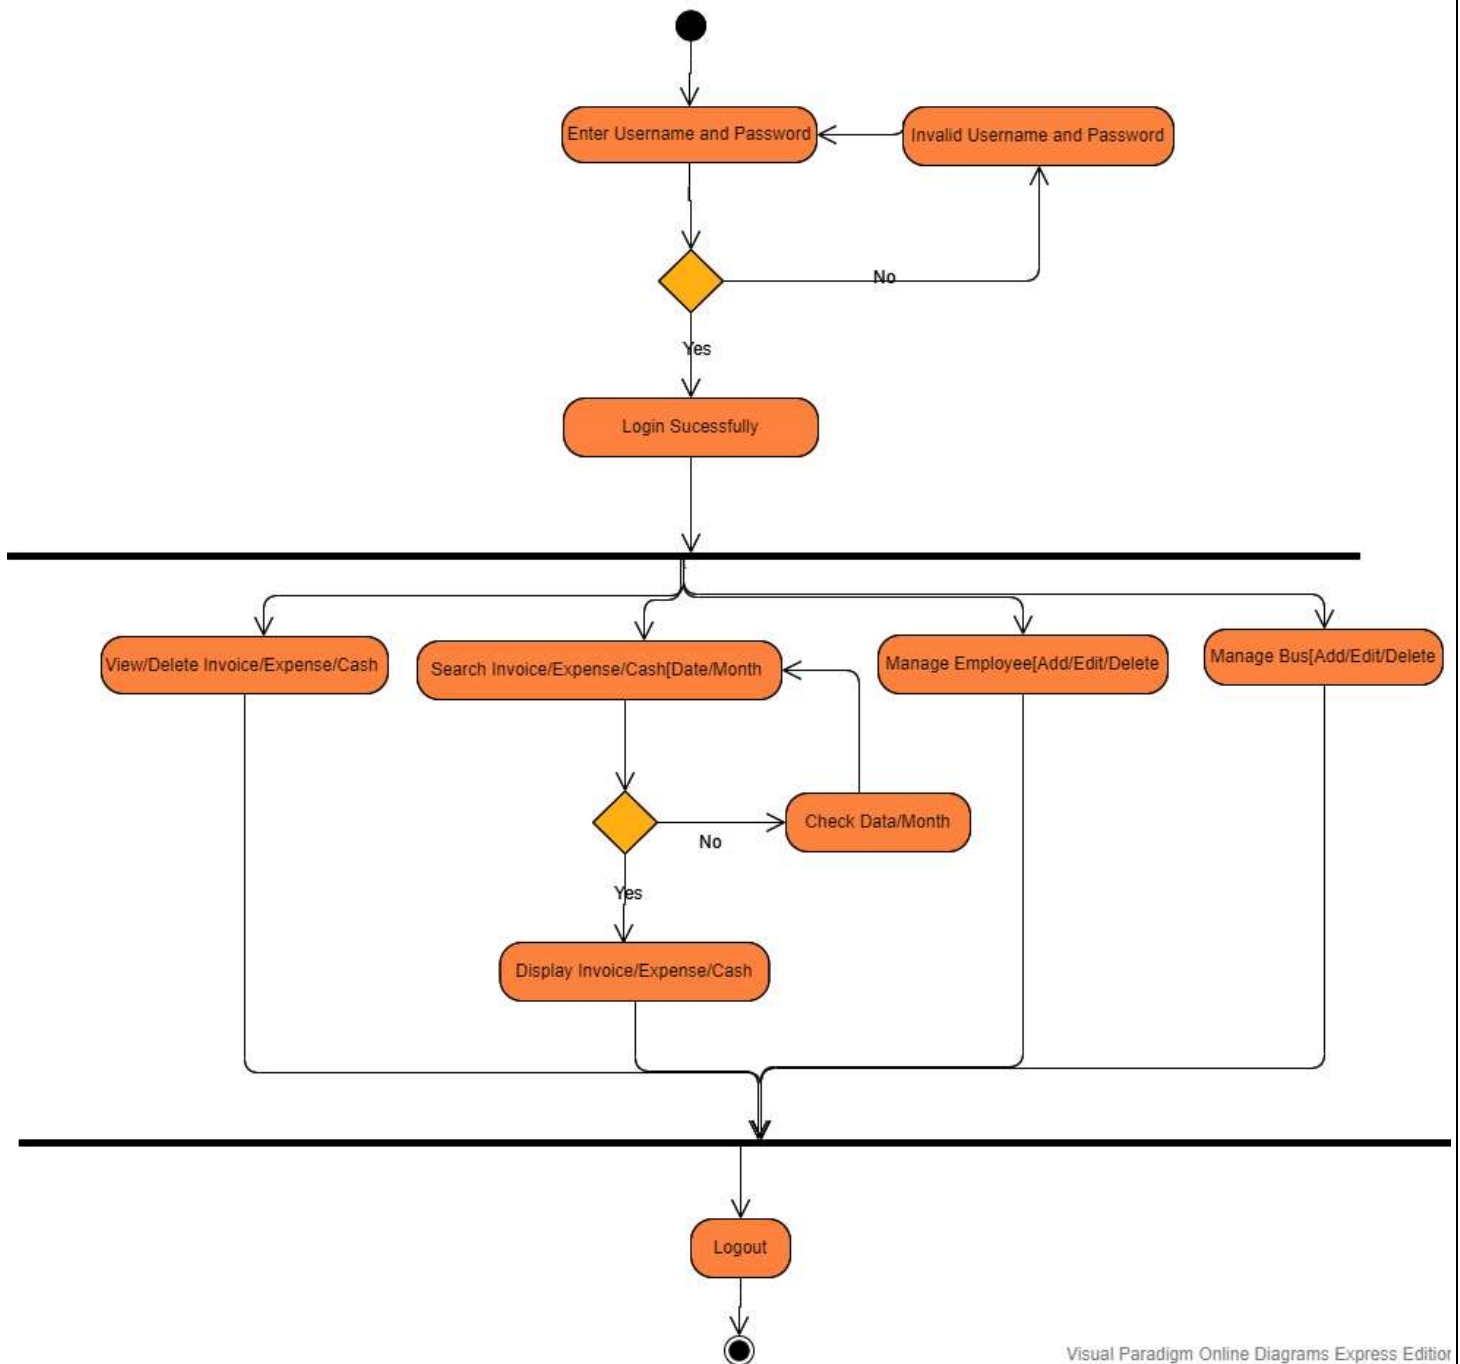 Enter Username and Password
Invalid Username and Password
No
Yes
Login Sucessfully
View/Delete Invoice/Expense/Cash
Search Invoice/Expense/Cash[Date/Month
Manage Employee[Add/Edit/Delete
Manage Bus[Add/Edit/Delete
Check Data/Month
No
Yes
Display Invoice/Expense/Cash
Logout
Visual Paradigm Online Diagrams Express Edition